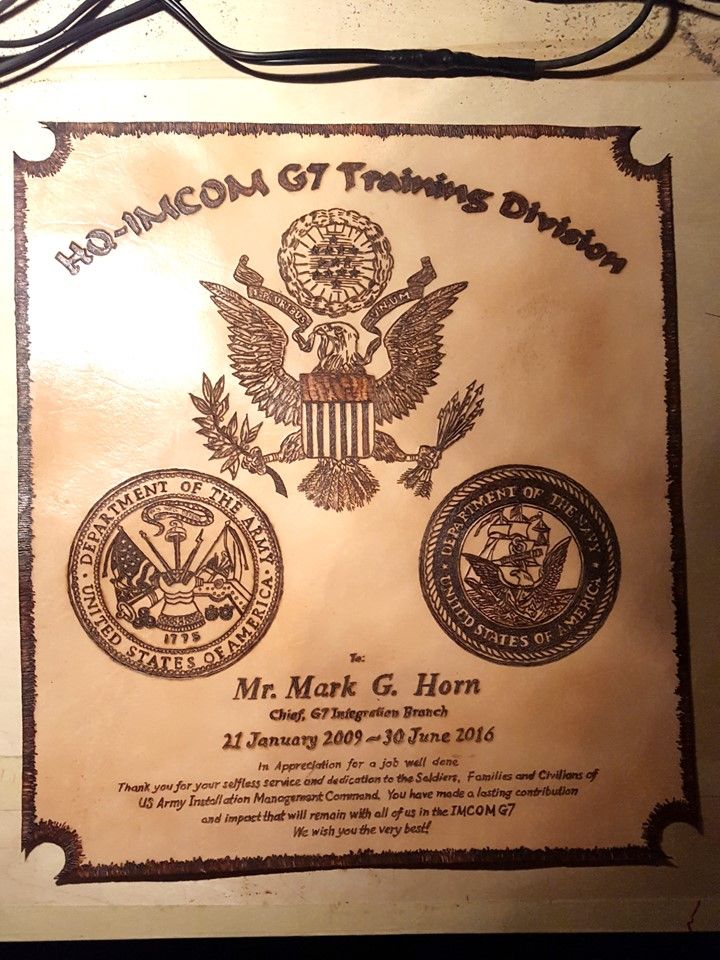 HQ-IMCOM G7 Training Division
E PLURIBUS UNUM
DEPARTMENT OF THE ARMY
UNITED STATES OF AMERICA
1775
DEPARTMENT OF THE NAVY
UNITED STATES OF AMERICA
To:
Mr. Mark G. Horn
Chief, G7 Integration Branch
21 January 2009 – 30 June 2016
In Appreciation for a job well done
Thank you for your selfless service and dedication to the Soldiers, Families and Civilians of
US Army Installation Management Command. You have made a lasting contribution
and impact that will remain with all of us in the IMCOM G7
We wish you the very best!